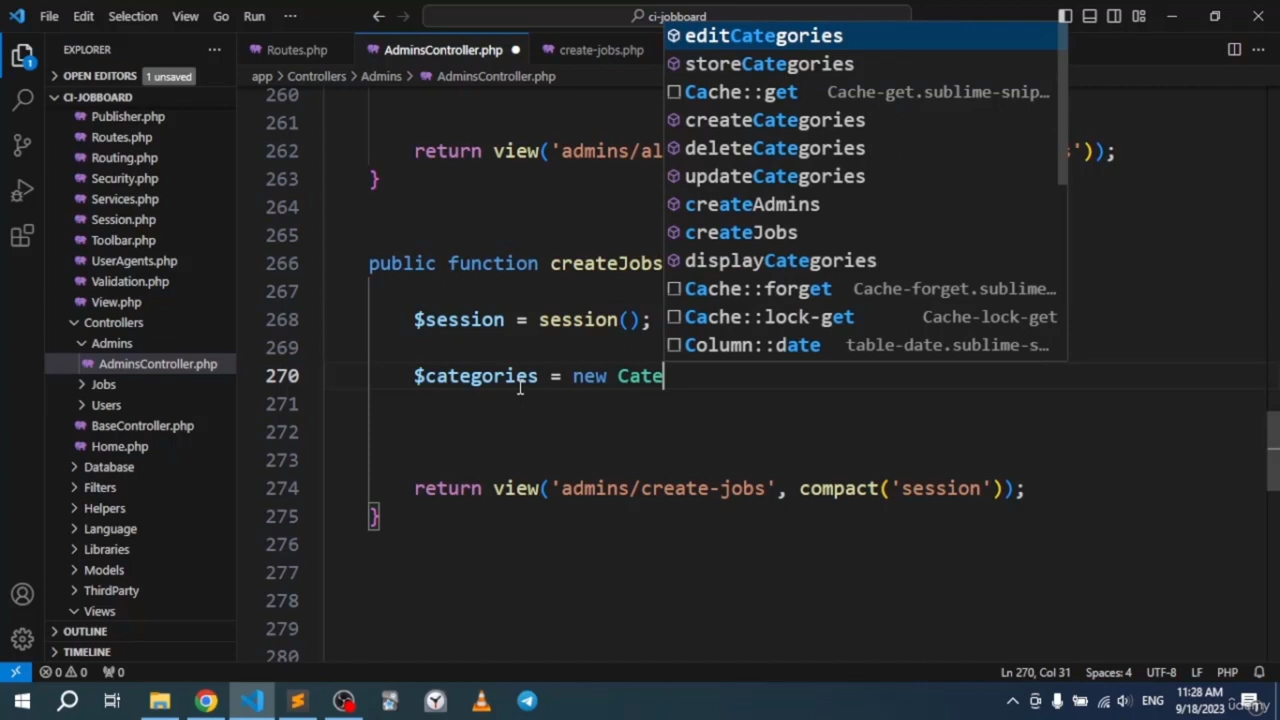 File Edit Selection View Go Run ··· ci-jobboard
EXPLORER
OPEN EDITORS 1 unsaved
CI-JOBBOARD
Publisher.php
Routes.php
Routing.php
Security.php
Services.php
Session.php
Toolbar.php
UserAgents.php
Validation.php
View.php
Controllers
Admins
AdminsController.php
Jobs
Users
BaseController.php
Home.php
Database
Filters
Helpers
Language
Libraries
Models
ThirdParty
Views
OUTLINE
TIMELINE
Routes.php AdminsController.php create-jobs.php
app > Controllers > Admins > AdminsController.php
260
261
262 return view('admins/al s'));
263 }
264
265
266 public function createJobs
267
268 $session = session();
269
270 $categories = new Cate
271
272
273
274 return view('admins/create-jobs', compact('session'));
275 }
276
277
278
279
280
editCategories
storeCategories
Cache::get Cache-get.sublime-snip…
createCategories
deleteCategories
updateCategories
createAdmins
createJobs
displayCategories
Cache::forget Cache-forget.sublime…
Cache::lock-get Cache-lock-get
Column::date table-date.sublime-s…
0 0 0 Ln 270, Col 31 Spaces: 4 UTF-8 LF PHP
ENG 11:28 AM
9/18/2023
udemy